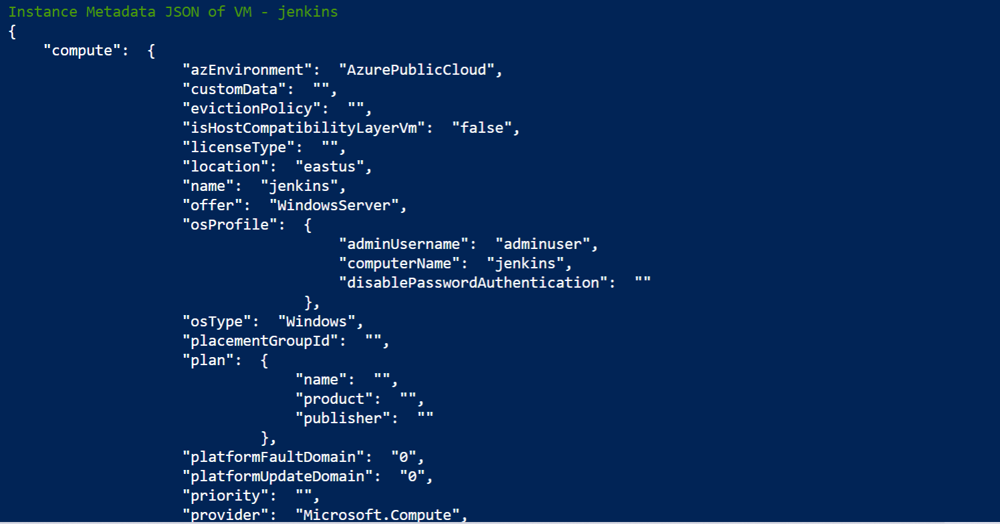 Instance Metadata JSON of VM - jenkins
{
"compute": {
"azEnvironment": "AzurePublicCloud",
"customData": "",
"evictionPolicy": "",
"isHostCompatibilityLayerVm": "false",
"licenseType": "",
"location": "eastus",
"name": "jenkins",
"offer": "WindowsServer",
"osProfile": {
"adminUsername": "adminuser",
"computerName": "jenkins",
"disablePasswordAuthentication": ""
},
"osType": "Windows",
"placementGroupId": "",
"plan": {
"name": "",
"product": "",
"publisher": ""
},
"platformFaultDomain": "0",
"platformUpdateDomain": "0",
"priority": "",
"provider": "Microsoft.Compute",